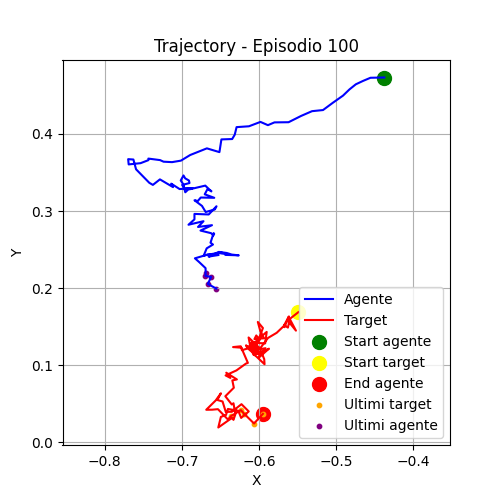 Trajectory - Episodio 100
Y
0.4
0.3
0.2
0.1
0.0
Agente
Target
Start agente
Start target
End agente
Ultimi target
Ultimi agente
−0.8
−0.7
−0.6
−0.5
−0.4
X